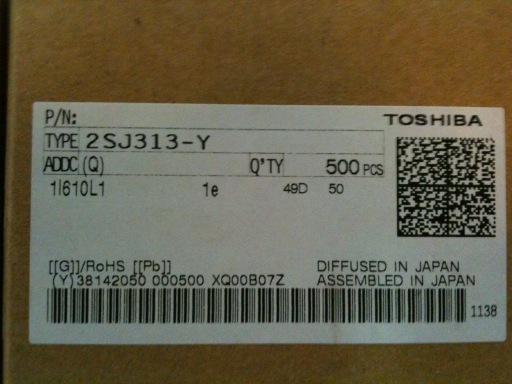 P/N: TOSHIBA
TYPE 2SJ313-Y
ADDC (Q) Q'TY 500 PCS
1I610L1 1e 49D 50
[[G]]/RoHS [[Pb]] DIFFUSED IN JAPAN
(Y)38142050 000500 XQ00B07Z ASSEMBLED IN JAPAN
1138